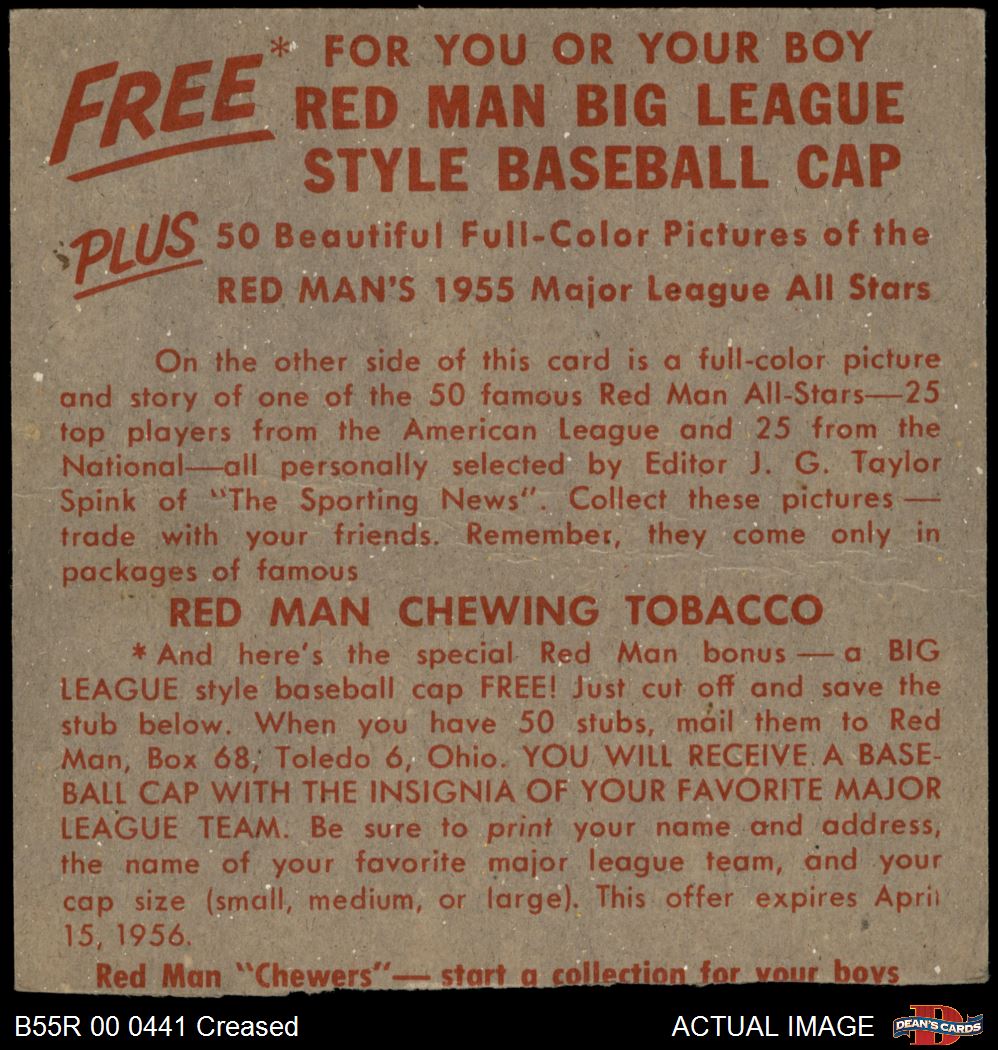 FREE* FOR YOU OR YOUR BOY
RED MAN BIG LEAGUE
STYLE BASEBALL CAP
PLUS 50 Beautiful Full-Color Pictures of the
RED MAN'S 1955 Major League All Stars
On the other side of this card is a full-color picture
and story of one of the 50 famous Red Man All-Stars—25
top players from the American League and 25 from the
National—all personally selected by Editor J. G. Taylor
Spink of "The Sporting News". Collect these pictures —
trade with your friends. Remember, they come only in
packages of famous
RED MAN CHEWING TOBACCO
* And here's the special Red Man bonus — a BIG
LEAGUE style baseball cap FREE! Just cut off and save the
stub below. When you have 50 stubs, mail them to Red
Man, Box 68, Toledo 6, Ohio. YOU WILL RECEIVE A BASE-
BALL CAP WITH THE INSIGNIA OF YOUR FAVORITE MAJOR
LEAGUE TEAM. Be sure to print your name and address,
the name of your favorite major league team, and your
cap size (small, medium, or large). This offer expires April
15, 1956.
Red Man "Chewers"— start a collection for your boys
B55R 00 0441 Creased
ACTUAL IMAGE
D
DEAN'S CARDS